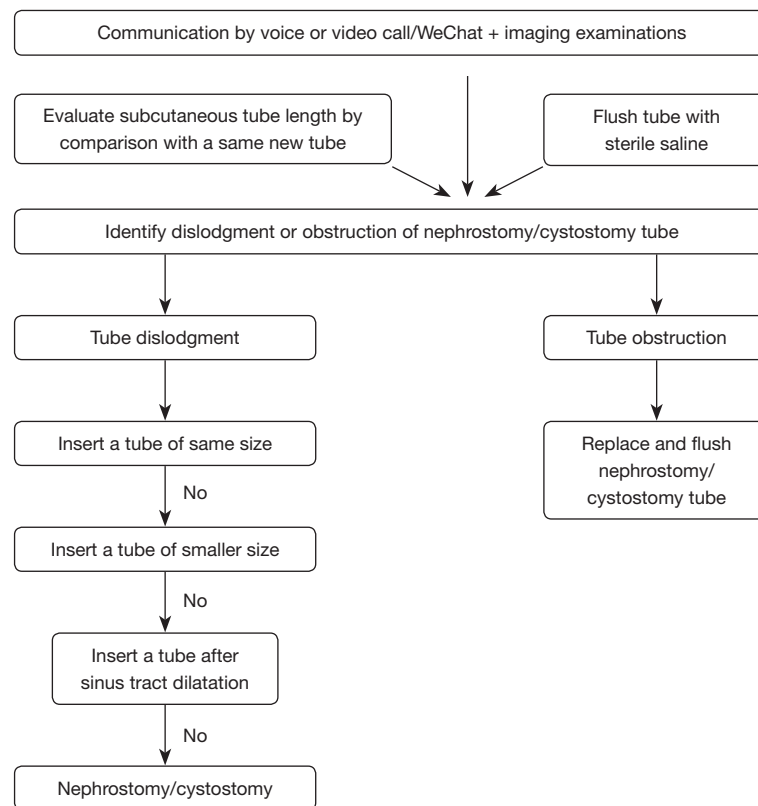 Communication by voice or video call/WeChat + imaging examinations
Evaluate subcutaneous tube length by
comparison with a same new tube
Flush tube with
sterile saline
Identify dislodgment or obstruction of nephrostomy/cystostomy tube
Tube dislodgment
Tube obstruction
Insert a tube of same size
Replace and flush
nephrostomy/
cystostomy tube
No
Insert a tube of smaller size
No
Insert a tube after
sinus tract dilatation
No
Nephrostomy/cystostomy